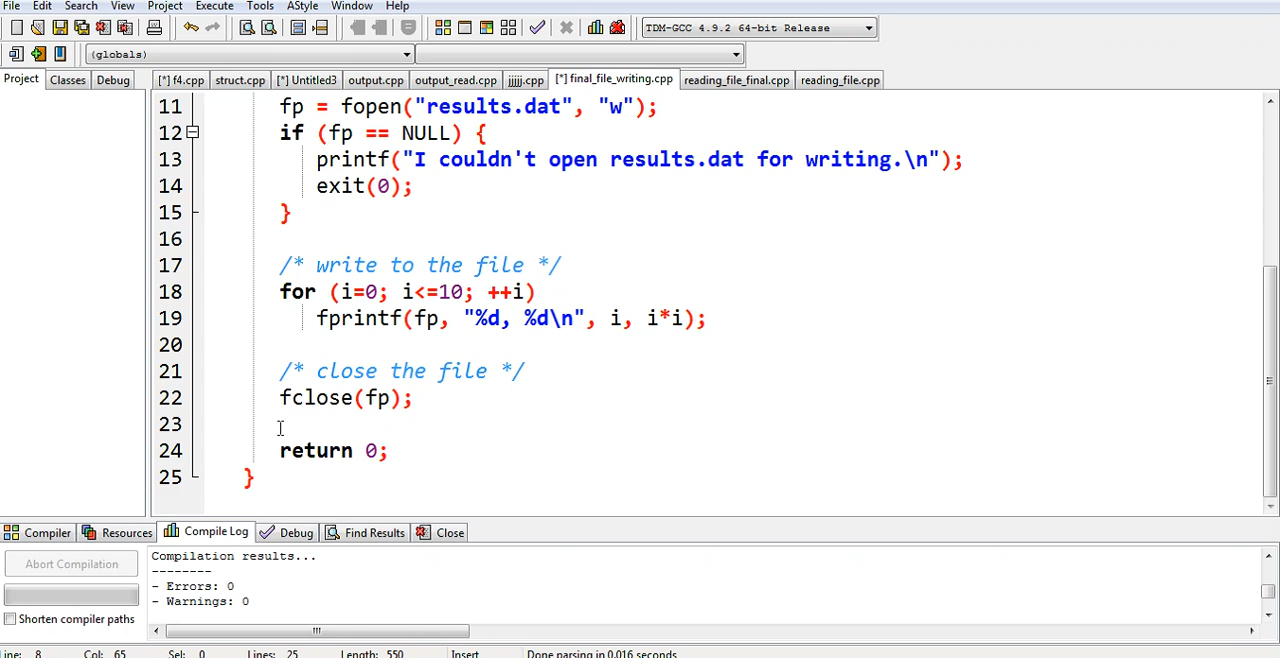 File Edit Search View Project Execute Tools AStyle Window Help
TDM-GCC 4.9.2 64-bit Release
(globals)
Project Classes Debug [*] f4.cpp struct.cpp [*] Untitled3 output.cpp output_read.cpp jjjjj.cpp [*] final_file_writing.cpp reading_file_final.cpp reading_file.cpp
11 fp = fopen("results.dat", "w");
12 if (fp == NULL) {
13 printf("I couldn't open results.dat for writing.\n");
14 exit(0);
15 }
16
17 /* write to the file */
18 for (i=0; i<=10; ++i)
19 fprintf(fp, "%d, %d\n", i, i*i);
20
21 /* close the file */
22 fclose(fp);
23
24 return 0;
25 }
Compiler Resources Compile Log Debug Find Results Close
Abort Compilation
Shorten compiler paths
Compilation results...
--------
- Errors: 0
- Warnings: 0
Line: 8 Col: 65 Sel: 0 Lines: 25 Length: 550 Insert Done parsing in 0.016 seconds